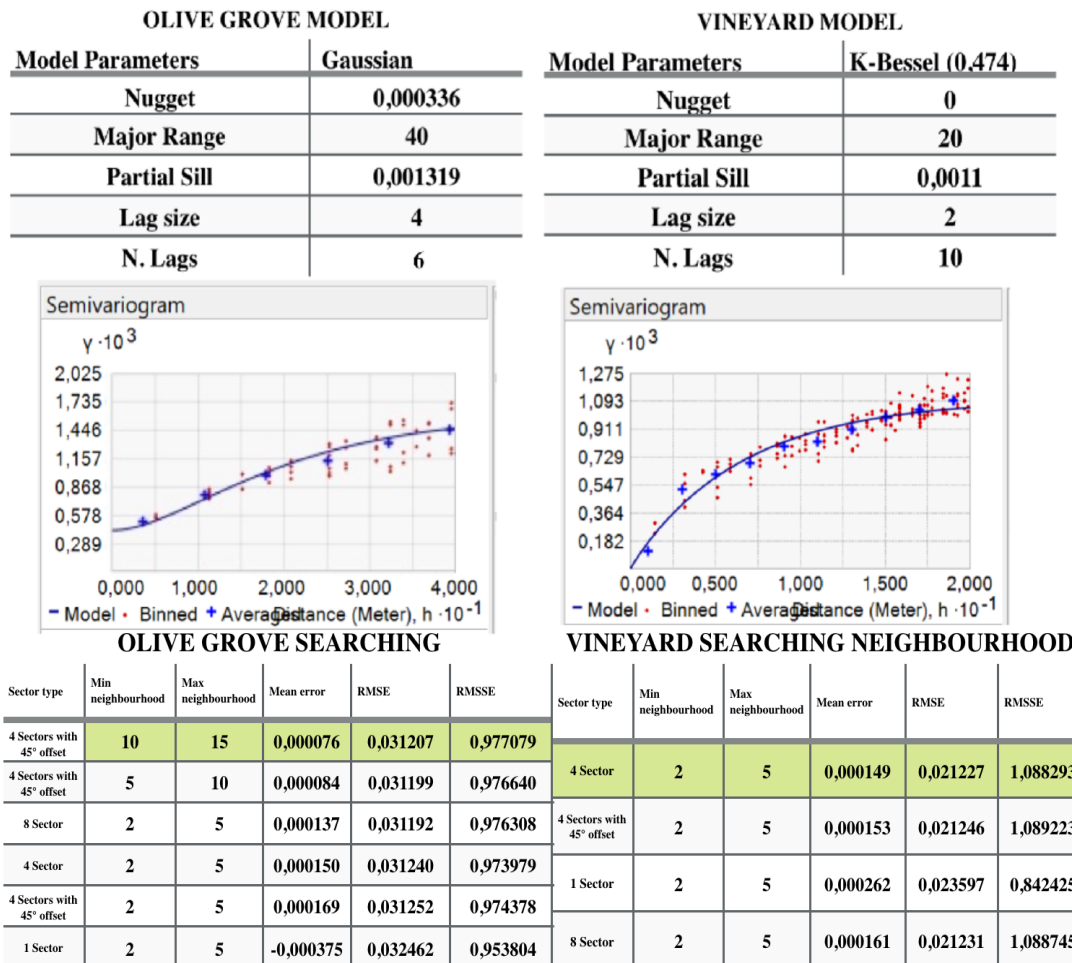 OLIVE GROVE MODEL
Model Parameters Gaussian
Nugget 0,000336
Major Range 40
Partial Sill 0,001319
Lag size 4
N. Lags 6
VINEYARD MODEL
Model Parameters K-Bessel (0,474)
Nugget 0
Major Range 20
Partial Sill 0,0011
Lag size 2
N. Lags 10
Semivariogram
γ ·10 3
2,025
1,735
1,446
1,157
0,868
0,578
0,289
0,000 1,000 2,000 3,000 4,000
Model Binned Averaged Distance (Meter), h ·10 -1
Semivariogram
γ ·10 3
1,275
1,093
0,911
0,729
0,547
0,364
0,182
0,000 0,500 1,000 1,500 2,000
Model Binned Averaged Distance (Meter), h ·10 -1
OLIVE GROVE SEARCHING
Sector type Min neighbourhood Max neighbourhood Mean error RMSE RMSSE
4 Sectors with 45° offset 10 15 0,000076 0,031207 0,977079
4 Sectors with 45° offset 5 10 0,000084 0,031199 0,976640
8 Sector 2 5 0,000137 0,031192 0,976308
4 Sector 2 5 0,000150 0,031240 0,973979
4 Sectors with 45° offset 2 5 0,000169 0,031252 0,974378
1 Sector 2 5 -0,000375 0,032462 0,953804
VINEYARD SEARCHING NEIGHBOURHOOD
Sector type Min neighbourhood Max neighbourhood Mean error RMSE RMSSE
4 Sector 2 5 0,000149 0,021227 1,088293
4 Sectors with 45° offset 2 5 0,000153 0,021246 1,089223
1 Sector 2 5 0,000262 0,023597 0,842425
8 Sector 2 5 0,000161 0,021231 1,088745